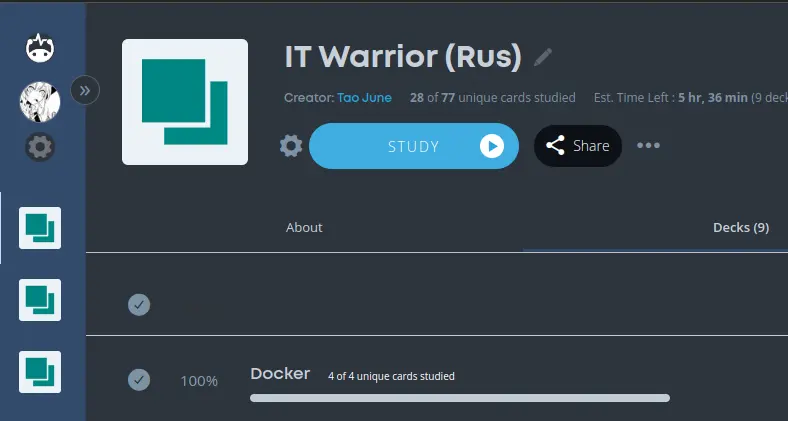 IT Warrior (Rus)
Creator: Tao June 28 of 77 unique cards studied Est. Time Left : 5 hr, 36 min (9 deck
STUDY Share
About Decks (9)
100% Docker 4 of 4 unique cards studied